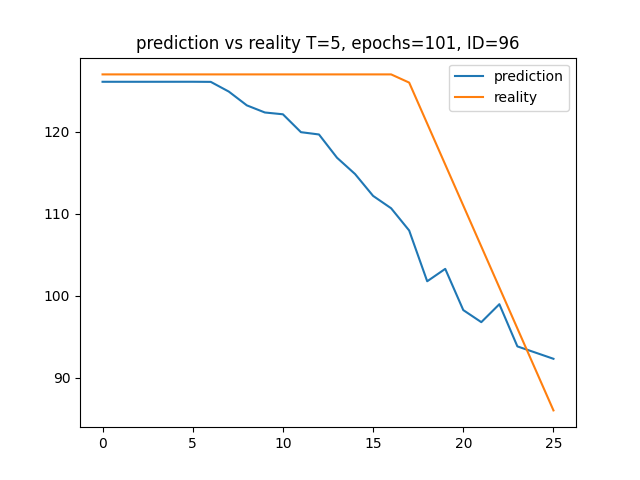 prediction vs reality T=5, epochs=101, ID=96
prediction
reality
120
110
100
90
0 5 10 15 20 25